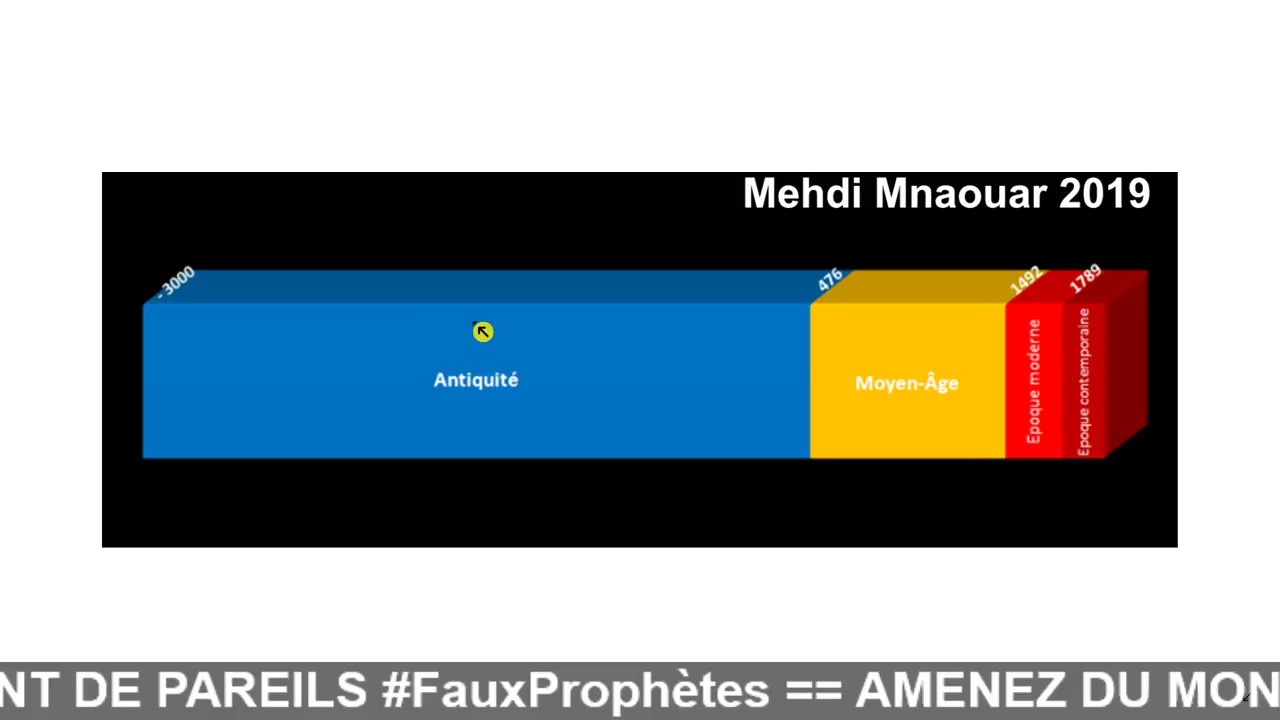 Mehdi Mnaouar 2019
- 3000
476
1492
1789
Antiquité
Moyen-Âge
Epoque moderne
Epoque contemporaine
NT DE PAREILS #FauxProphètes == AMENEZ DU MON